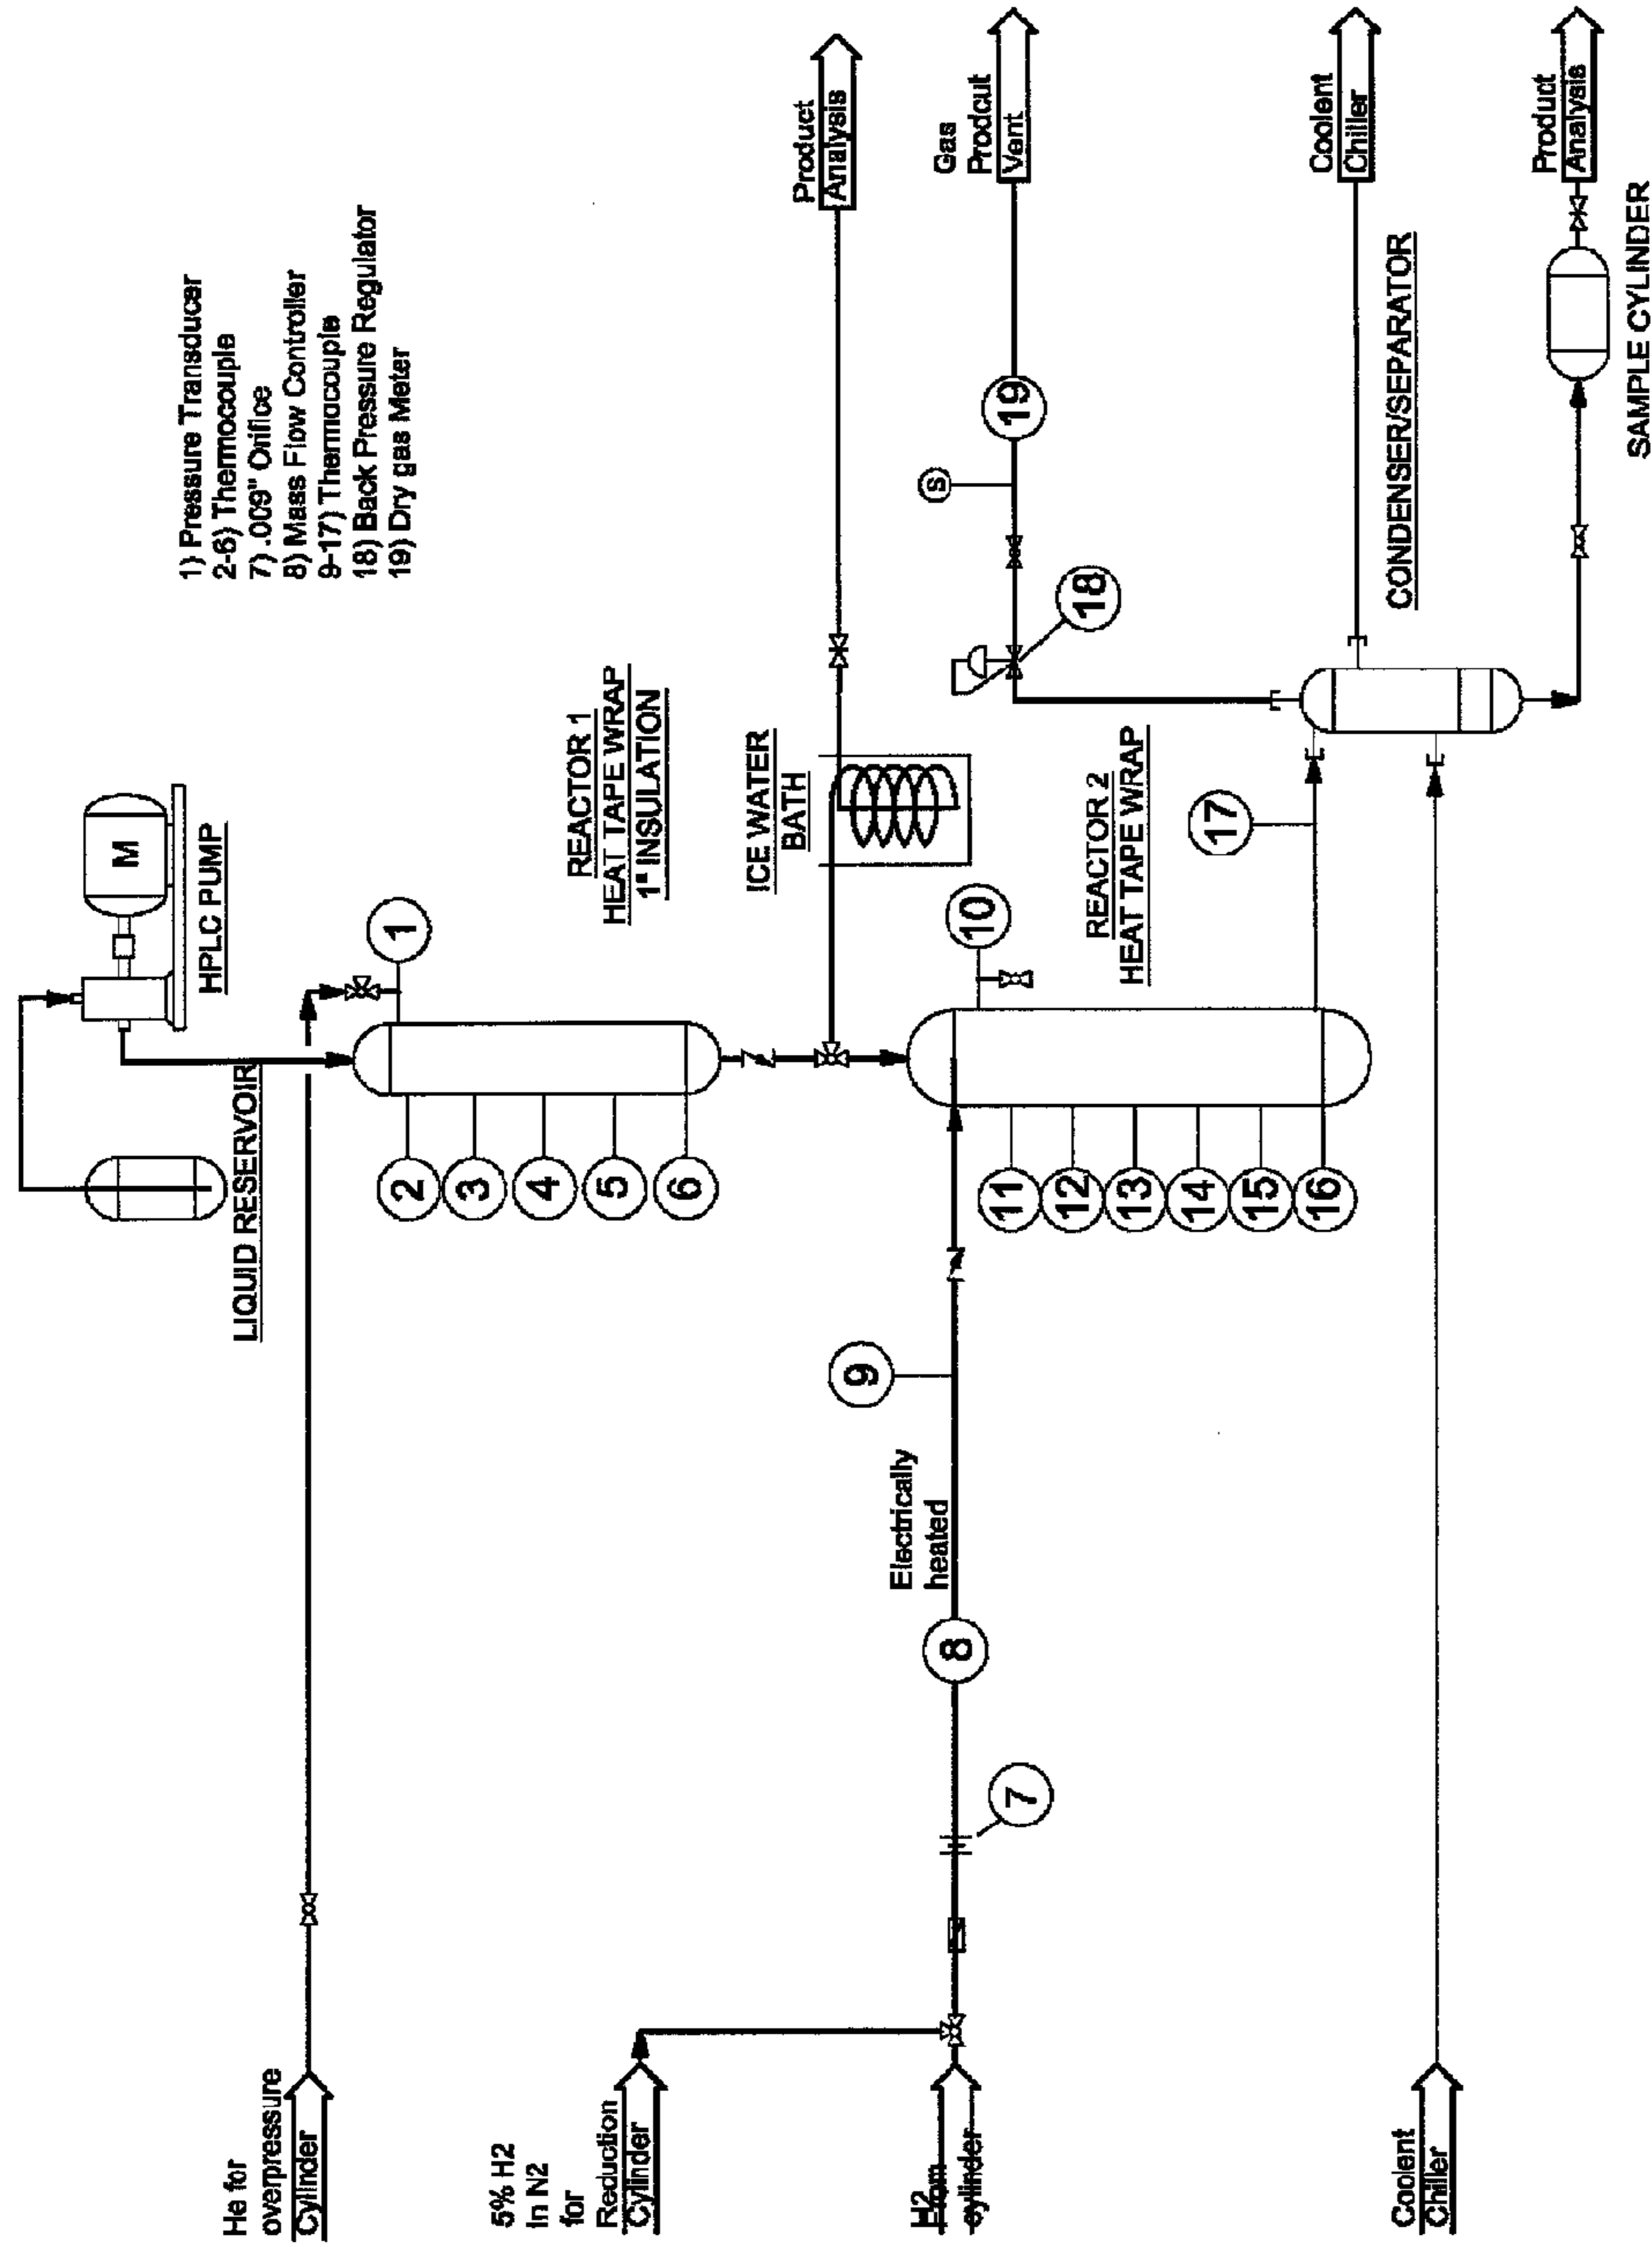 1) Pressure Transducer
2-6) Thermocouple
7) .009" Orifice
8) Mass Flow Controller
9-17) Thermocouple
18) Back Pressure Regulator
19) Dry gas Meter
M
HPLC PUMP
LIQUID RESERVOIR
He for
overpressure
Cylinder
1
2
3
4
5
6
REACTOR 1
HEAT TAPE WRAP
1" INSULATION
5% H2
In N2
for
Reduction
Cylinder
ICE WATER
BATH
Product
Analysis
H2
From
cylinder
7
8
Electrically
heated
9
10
11
12
13
14
15
16
REACTOR 2
HEAT TAPE WRAP
17
18
S
19
Gas
Prodcut
Vent
Coolent
Chiller
CONDENSER/SEPARATOR
Coolent
Chiller
Product
Analysis
SAMPLE CYLINDER